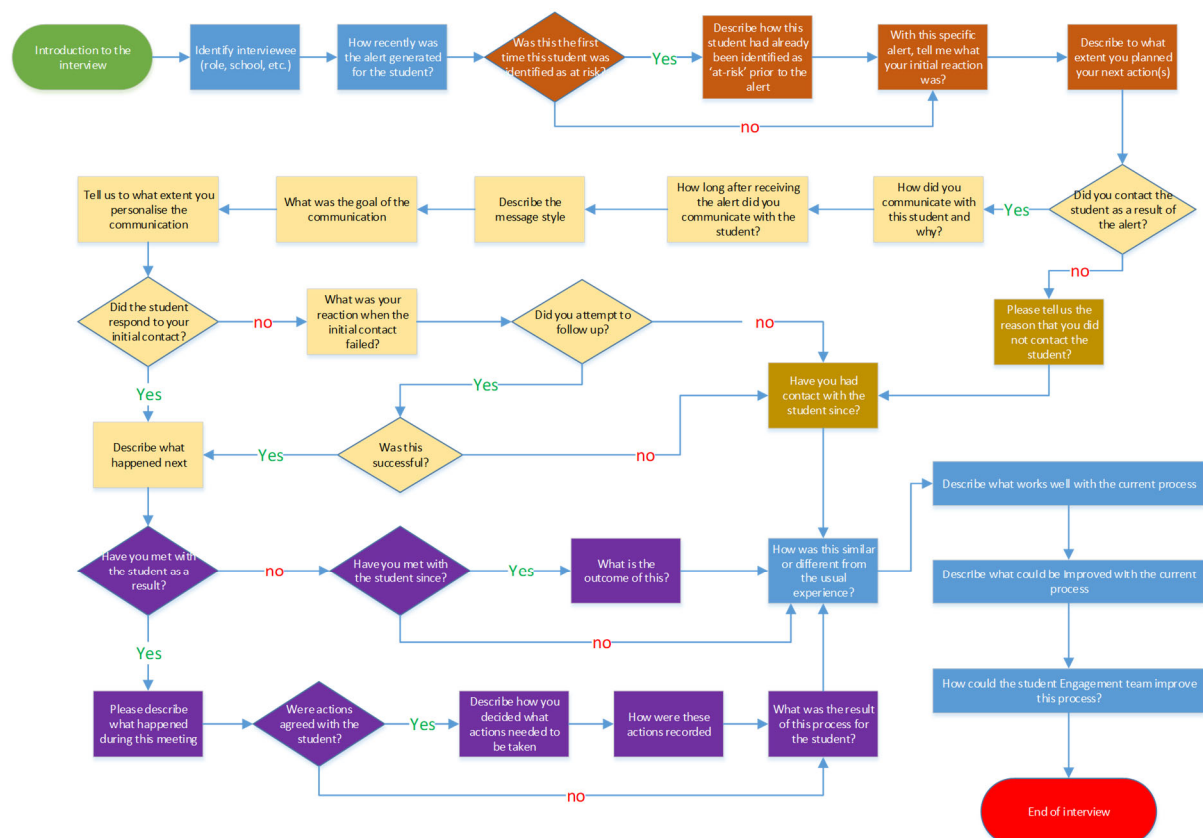 Introduction to the
interview
Identify interviewee
(role, school, etc.)
How recently was
the alert generated
for the student?
Was this the first
time this student was
identified as at risk?
Yes
no
Describe how this
student had already
been identified as
‘at-risk’ prior to the
alert
With this specific
alert, tell me what
your initial reaction
was?
Describe to what
extent you planned
your next action(s)
Did you contact the
student as a result of
the alert?
Yes
no
How did you
communicate with
this student and
why?
How long after receiving
the alert did you
communicate with the
student?
Describe the
message style
What was the goal of the
communication
Tell us to what extent you
personalise the
communication
Did the student
respond to your
initial contact?
no
Yes
What was your
reaction when the
initial contact
failed?
Did you attempt to
follow up?
no
Yes
Please tell us the
reason that you did
not contact the
student?
Have you had
contact with the
student since?
Was this
successful?
Yes
no
Describe what
happened next
Have you met with
the student as a
result?
no
Yes
Have you met with
the student since?
Yes
no
What is the
outcome of this?
How was this similar
or different from
the usual
experience?
Please describe
what happened
during this meeting
Were actions
agreed with the
student?
Yes
no
Describe how you
decided what
actions needed to
be taken
How were these
actions recorded
What was the result
of this process for
the student?
Describe what works well with the current process
Describe what could be improved with the current
process
How could the student Engagement team improve
this process?
End of interview